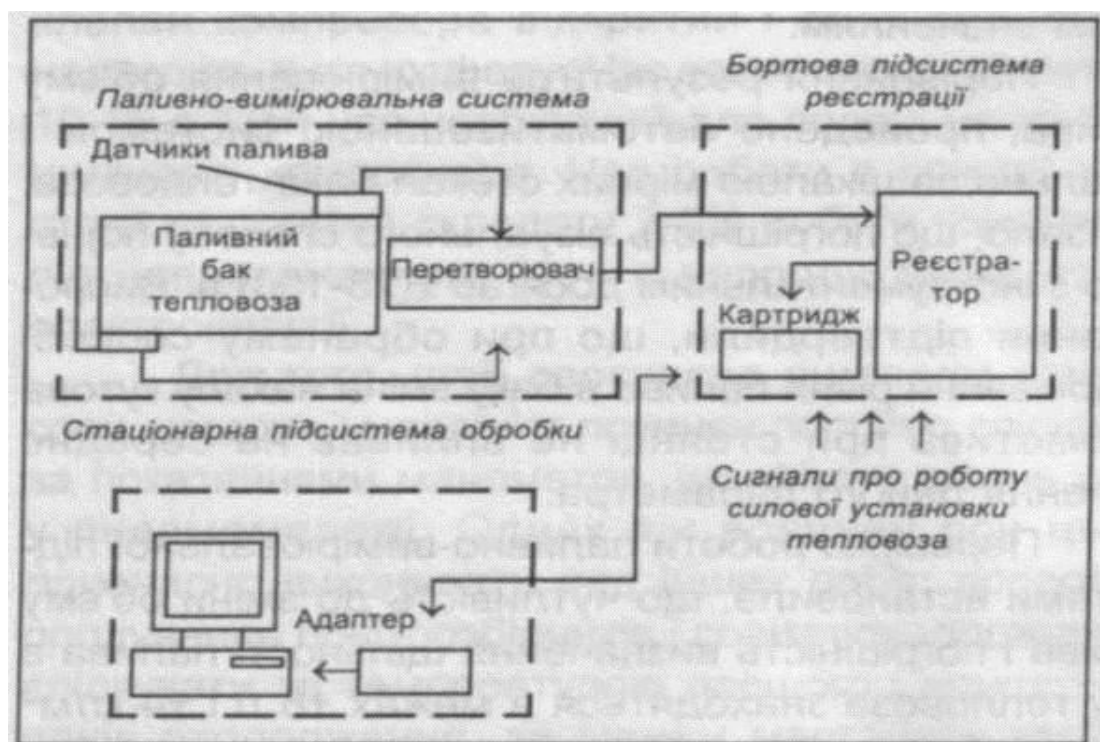 Бортова підсистема
реєстрації
Паливно-вимірювальна система
Датчики палива
Паливний
бак
тепловоза
Перетворювач
Реєстра-
тор
Картридж
Стаціонарна підсистема обробки
Сигнали про роботу
силової установки
тепловоза
Адаптер